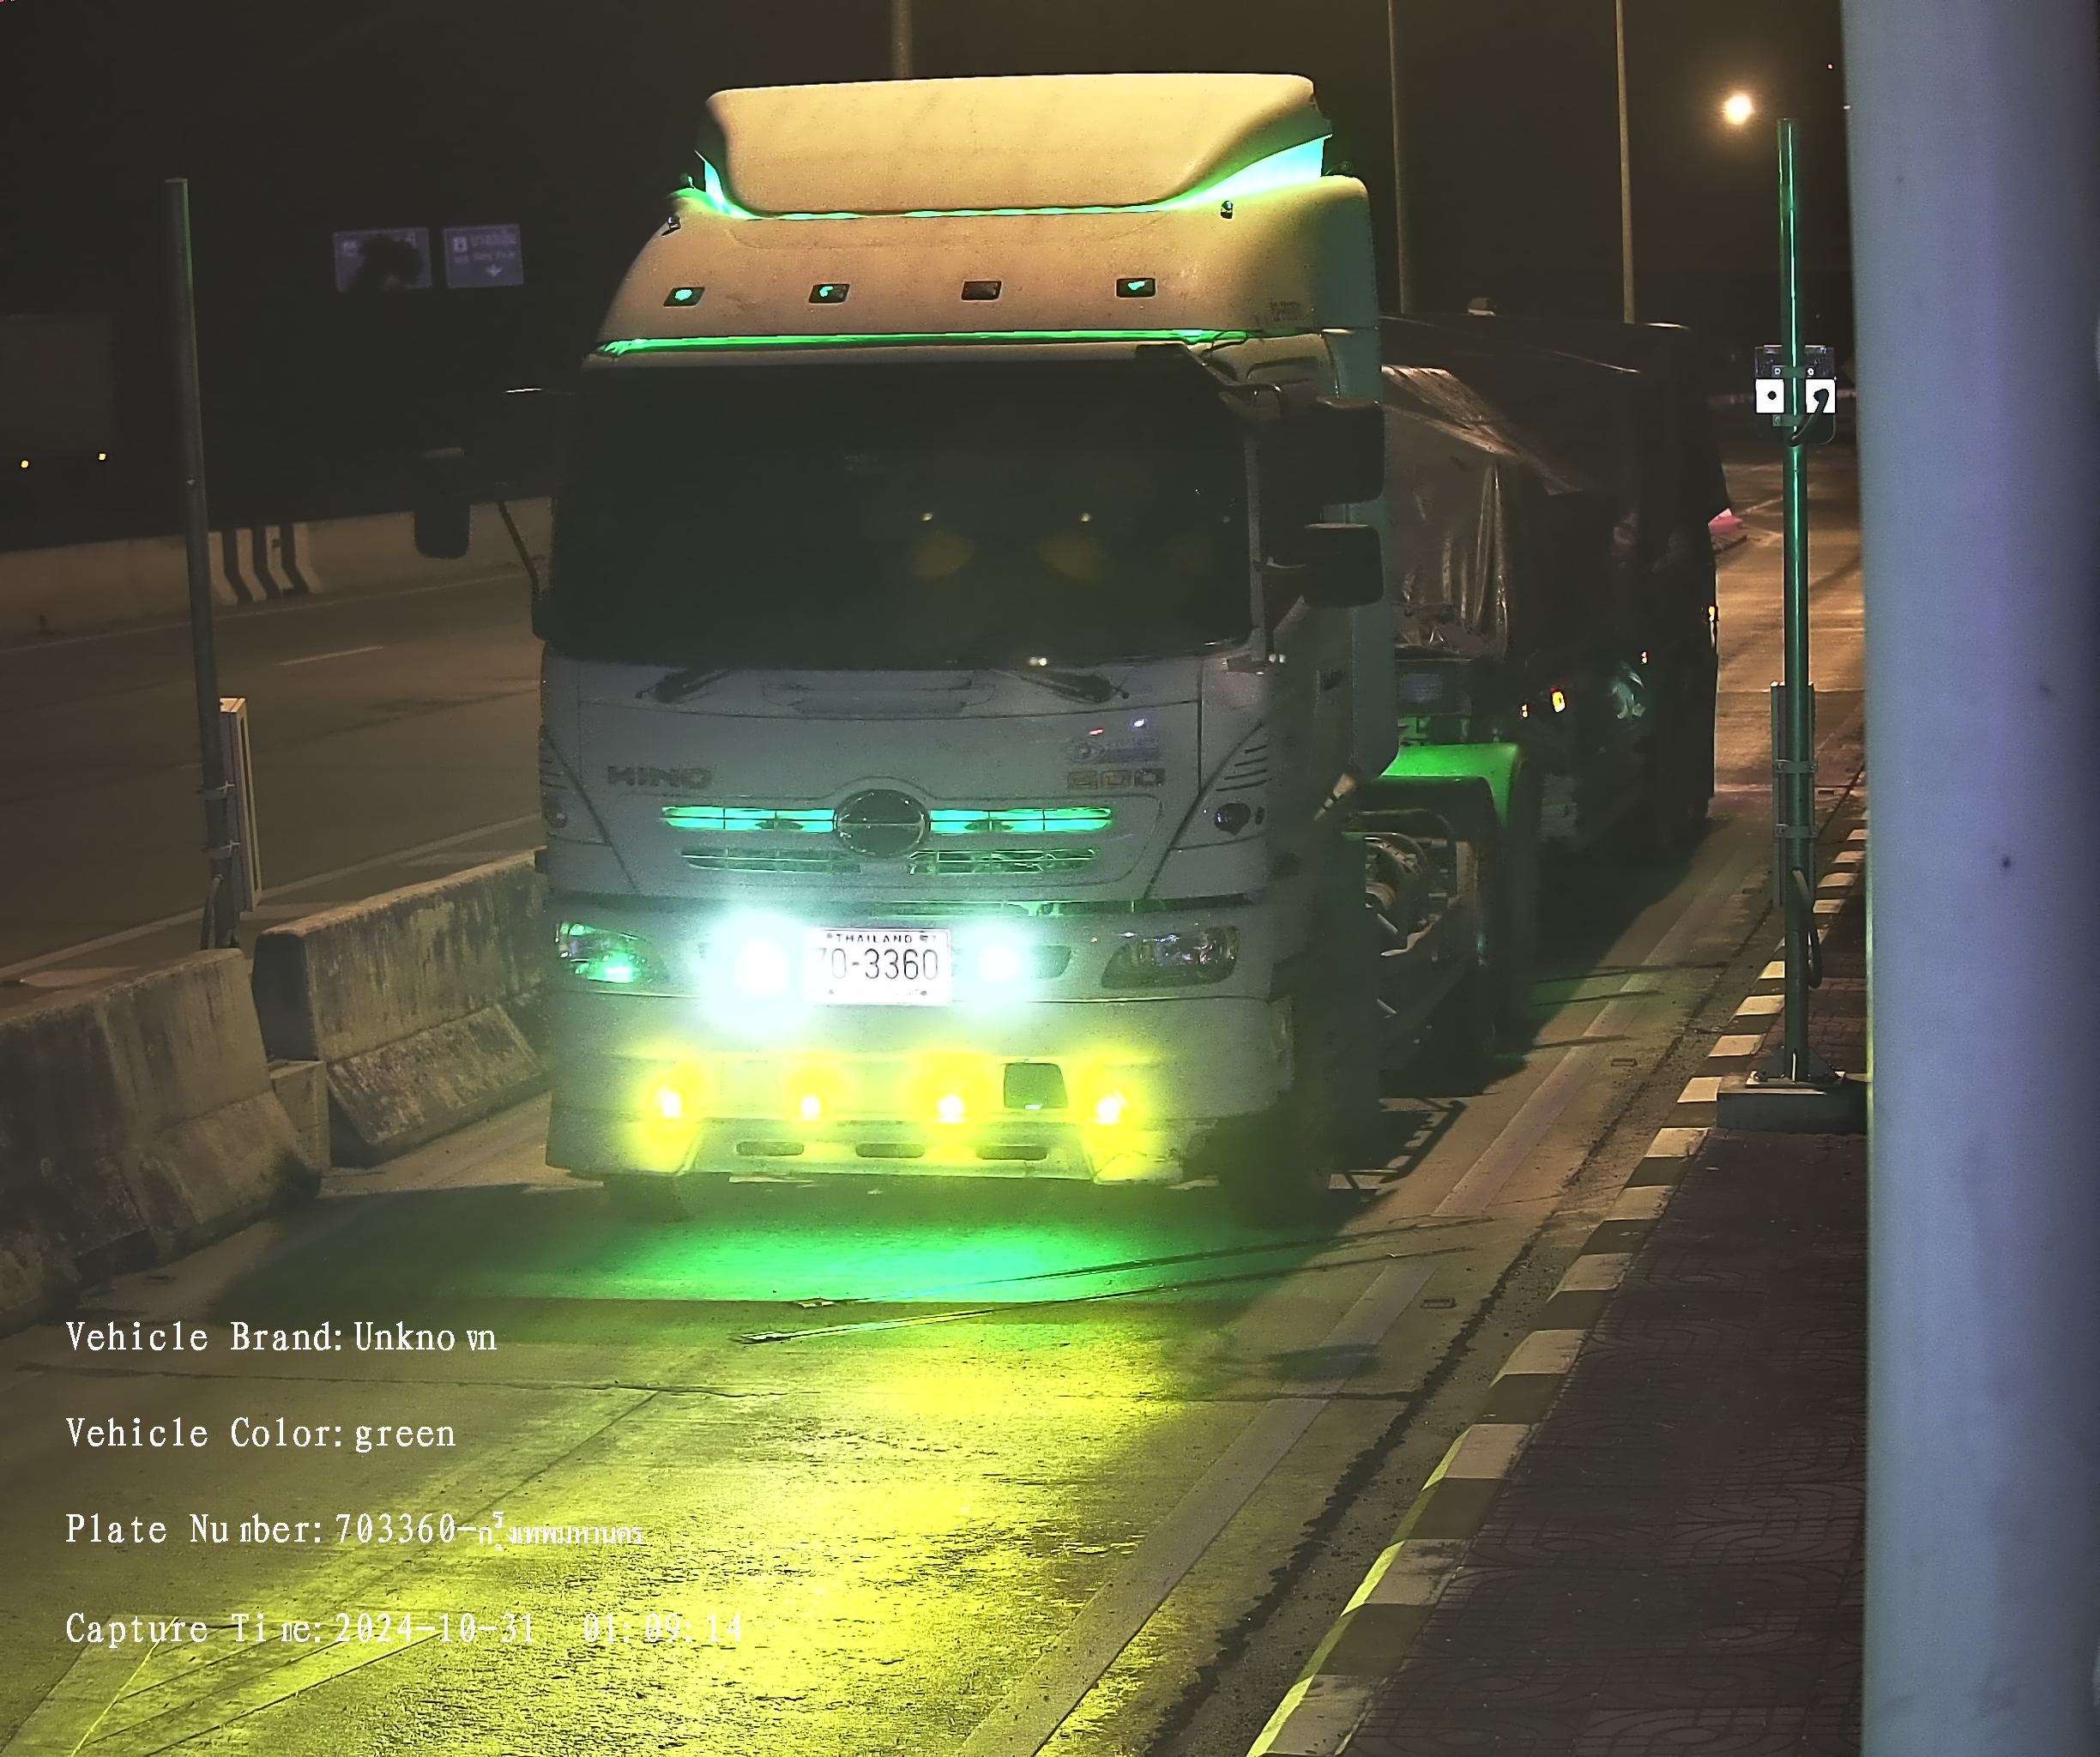 HINO
500
THAILAND
70-3360
Vehicle Brand:Unknown
Vehicle Color:green
Plate Number:703360-กรุงเทพมหานคร
Capture Time:2024-10-31 01:09:14